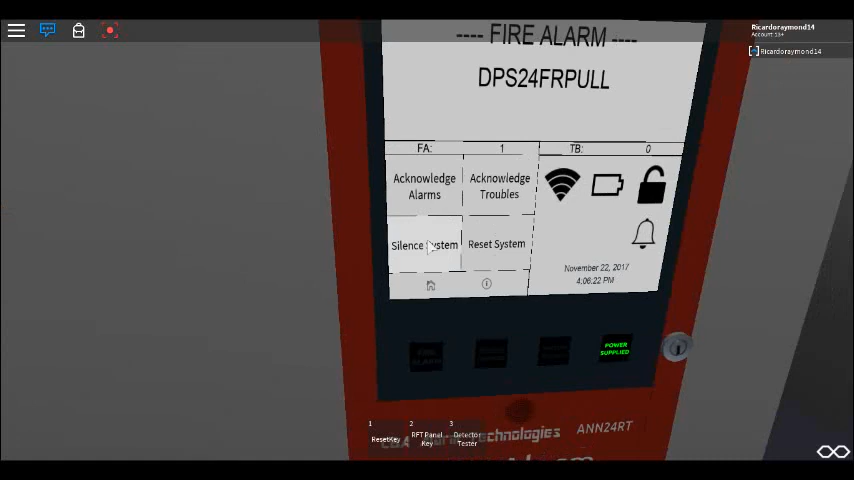 Ricardoraymond14
Account: 13+
Ricardoraymond14
---- FIRE ALARM ----
DPS24FRPULL
FA: 1 TB: 0
Acknowledge Alarms
Acknowledge Troubles
Silence System
Reset System
November 22, 2017
4:06:22 PM
FIRE ALARM
POWER SUPPLIED
ANN24RT
1 ResetKey
2 RFT Panel Key
3 Detector Tester